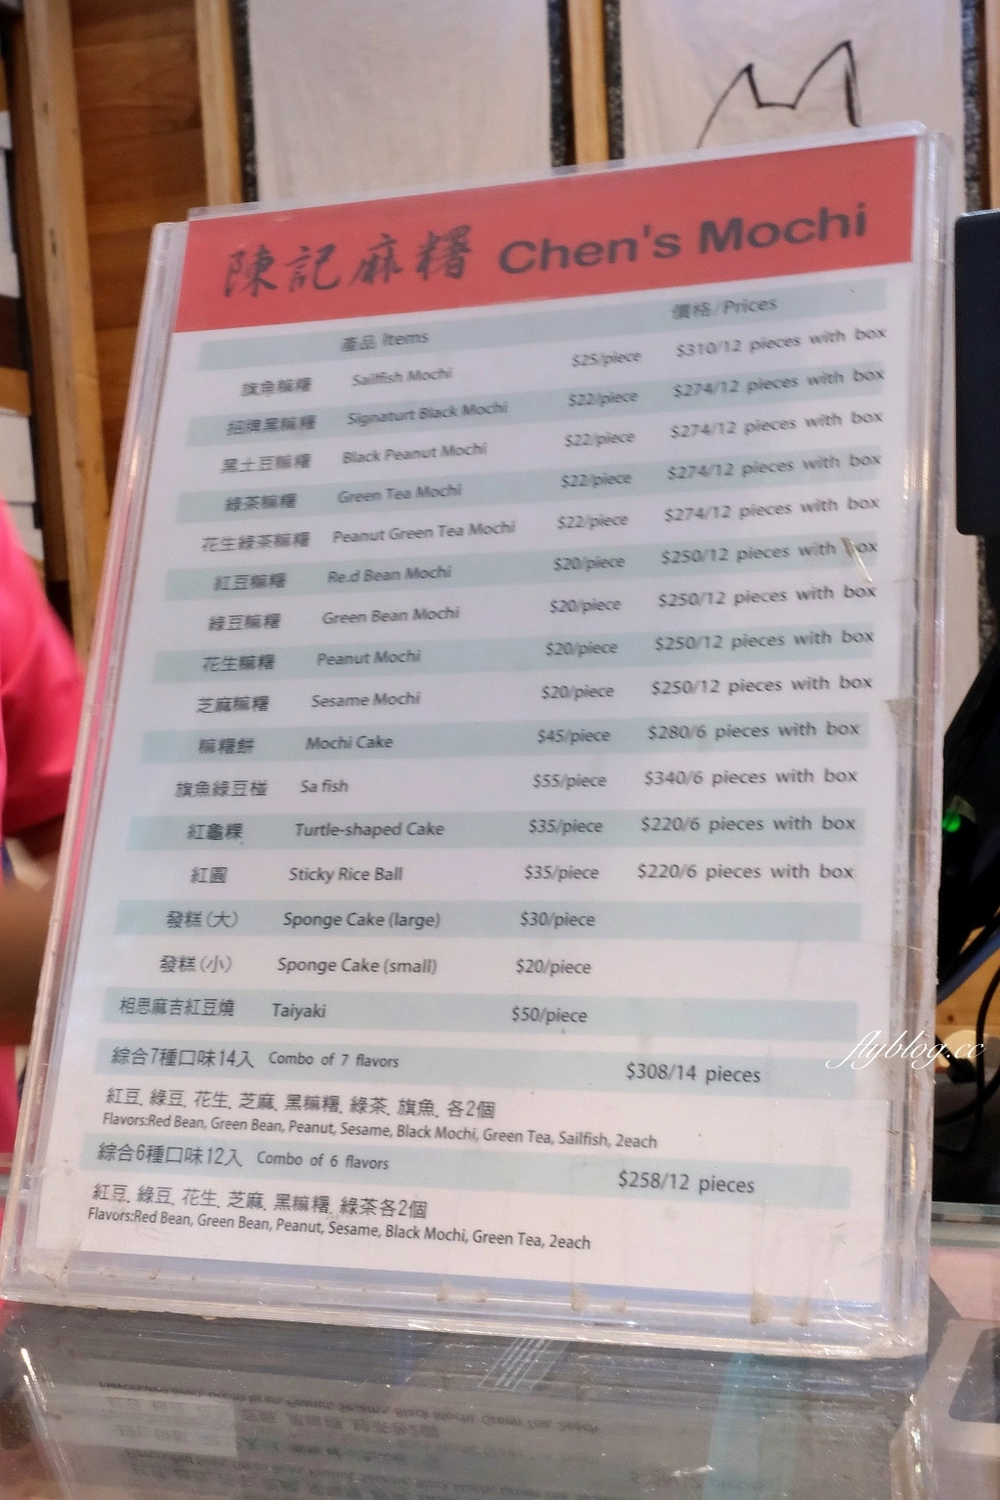 陳記麻糬 Chen's Mochi
產品 Items 價格/Prices
旗魚麻糬 Sailfish Mochi $25/piece $310/12 pieces with box
招牌黑麻糬 Signaturt Black Mochi $22/piece $274/12 pieces with box
黑土豆麻糬 Black Peanut Mochi $22/piece $274/12 pieces with box
綠茶麻糬 Green Tea Mochi $22/piece $274/12 pieces with box
花生綠茶麻糬 Peanut Green Tea Mochi $22/piece $274/12 pieces with box
紅豆麻糬 Re.d Bean Mochi $20/piece $250/12 pieces with box
綠豆麻糬 Green Bean Mochi $20/piece $250/12 pieces with box
花生麻糬 Peanut Mochi $20/piece $250/12 pieces with box
芝麻麻糬 Sesame Mochi $20/piece $250/12 pieces with box
麻糬餅 Mochi Cake $45/piece $280/6 pieces with box
旗魚綠豆椪 Sa fish $55/piece $340/6 pieces with box
紅龜粿 Turtle-shaped Cake $35/piece $220/6 pieces with box
紅圓 Sticky Rice Ball $35/piece $220/6 pieces with box
發糕(大) Sponge Cake (large) $30/piece
發糕(小) Sponge Cake (small) $20/piece
相思麻吉紅豆燒 Taiyaki $50/piece
綜合7種口味14入 Combo of 7 flavors $308/14 pieces
紅豆. 綠豆. 花生. 芝麻. 黑麻糬. 綠茶. 旗魚. 各2個
Flavors:Red Bean, Green Bean, Peanut, Sesame, Black Mochi, Green Tea, Sailfish, 2each
綜合6種口味12入 Combo of 6 flavors $258/12 pieces
紅豆. 綠豆. 花生. 芝麻. 黑麻糬. 綠茶各2個
Flavors:Red Bean, Green Bean, Peanut, Sesame, Black Mochi, Green Tea, 2each
flyblog.cc